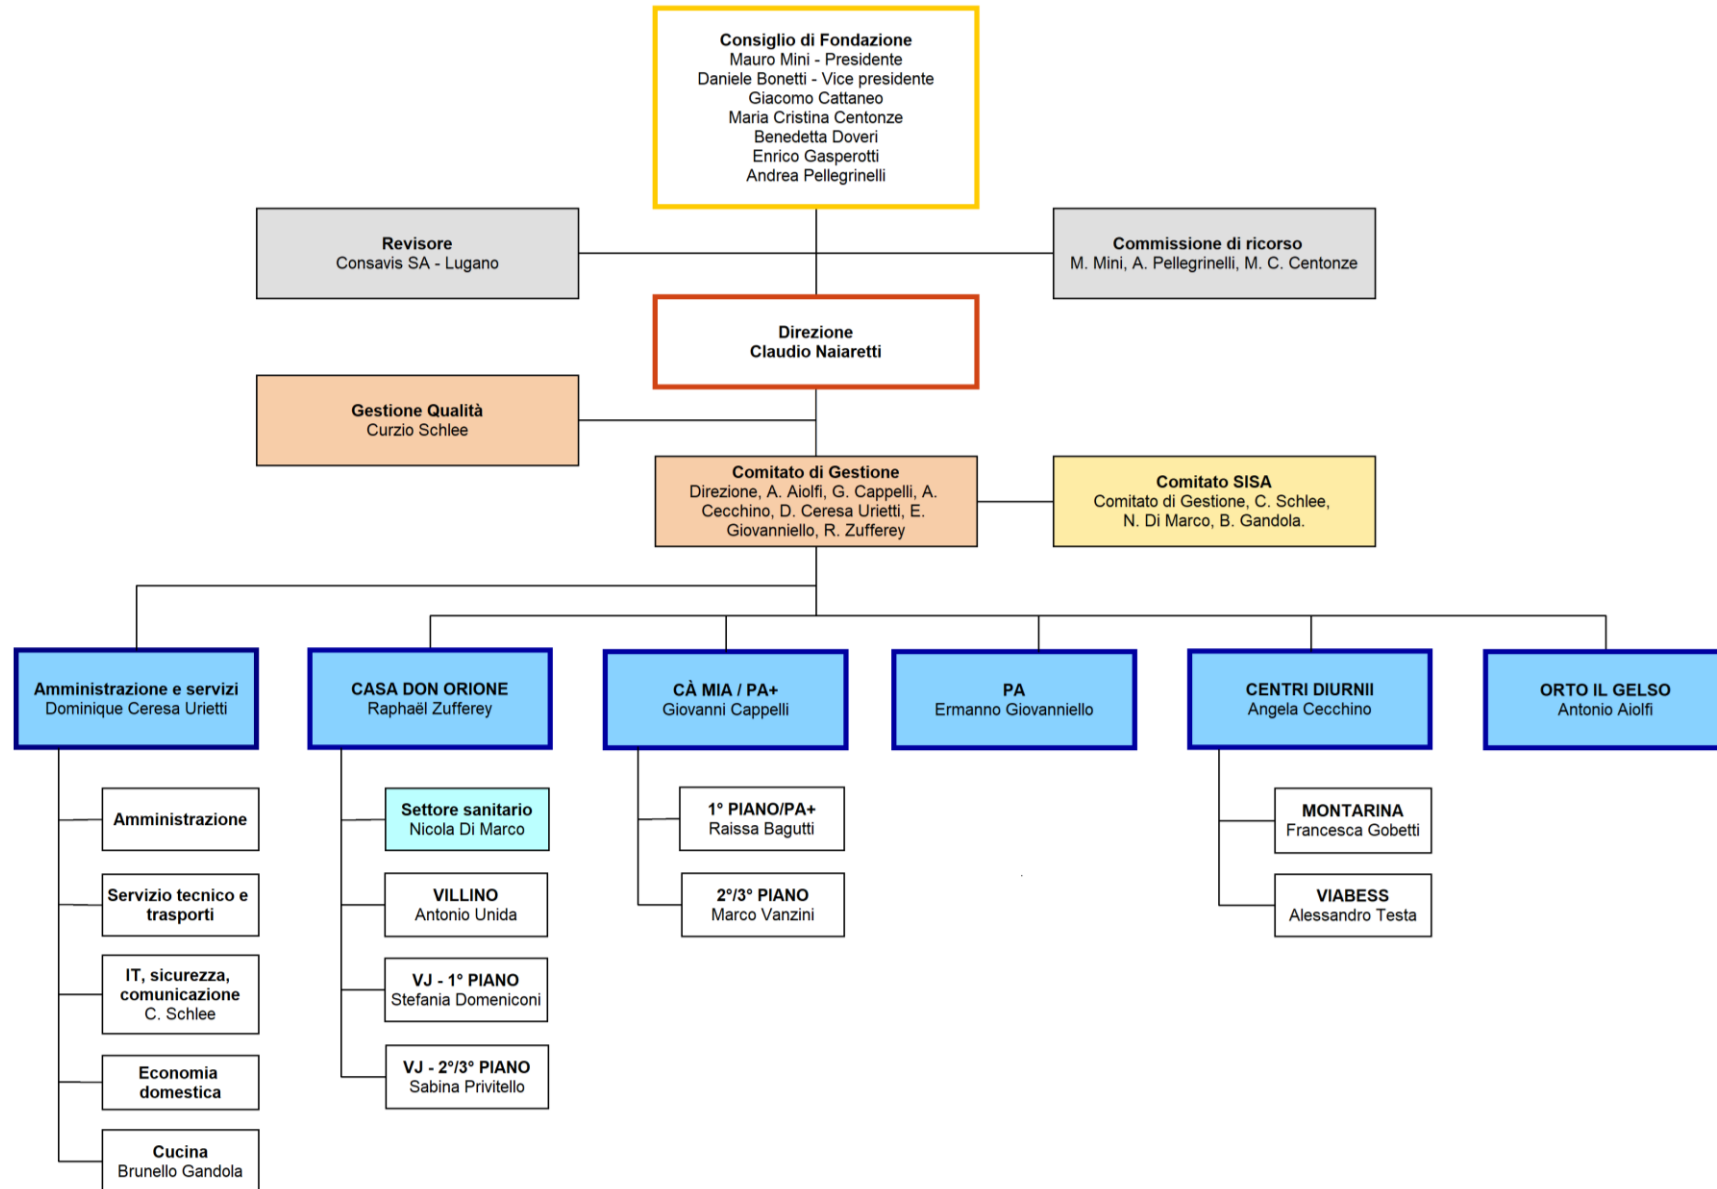 Consiglio di Fondazione
Mauro Mini - Presidente
Daniele Bonetti - Vice presidente
Giacomo Cattaneo
Maria Cristina Centonze
Benedetta Doveri
Enrico Gasperotti
Andrea Pellegrinelli
Revisore
Consavis SA - Lugano
Commissione di ricorso
M. Mini, A. Pellegrinelli, M. C. Centonze
Direzione
Claudio Naiaretti
Gestione Qualità
Curzio Schlee
Comitato di Gestione
Direzione, A. Aiolfi, G. Cappelli, A.
Cecchino, D. Ceresa Urietti, E.
Giovanniello, R. Zufferey
Comitato SISA
Comitato di Gestione, C. Schlee,
N. Di Marco, B. Gandola.
Amministrazione e servizi
Dominique Ceresa Urietti
CASA DON ORIONE
Raphaël Zufferey
CÀ MIA / PA+
Giovanni Cappelli
PA
Ermanno Giovanniello
CENTRI DIURNII
Angela Cecchino
ORTO IL GELSO
Antonio Aiolfi
Amministrazione
Servizio tecnico e
trasporti
IT, sicurezza,
comunicazione
C. Schlee
Economia
domestica
Cucina
Brunello Gandola
Settore sanitario
Nicola Di Marco
VILLINO
Antonio Unida
VJ - 1° PIANO
Stefania Domeniconi
VJ - 2°/3° PIANO
Sabina Privitello
1° PIANO/PA+
Raissa Bagutti
2°/3° PIANO
Marco Vanzini
MONTARINA
Francesca Gobetti
VIABESS
Alessandro Testa